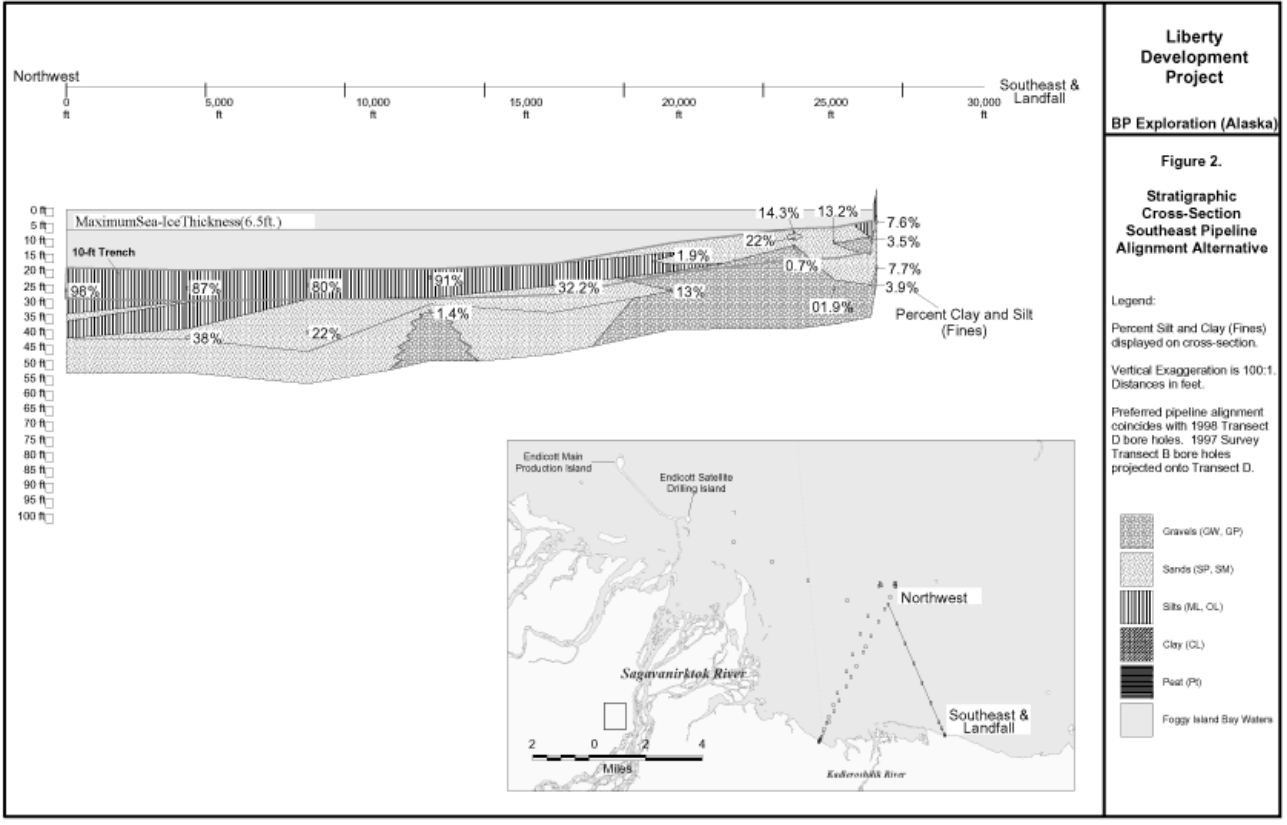 Northwest
Southeast &
Landfall
0 ft
5,000 ft
10,000 ft
15,000 ft
20,000 ft
25,000 ft
30,000 ft
0 ft
5 ft
10 ft
15 ft
20 ft
25 ft
30 ft
35 ft
40 ft
45 ft
50 ft
55 ft
60 ft
65 ft
70 ft
75 ft
80 ft
85 ft
90 ft
95 ft
100 ft
MaximumSea-IceThickness(6.5ft.)
10-ft Trench
98%
87%
80%
91%
32.2%
1.9%
22%
14.3%
13.2%
7.6%
3.5%
0.7%
7.7%
3.9%
13%
01.9%
1.4%
22%
38%
Percent Clay and Silt
(Fines)
Endicott Main
Production Island
Endicott Satellite
Drilling Island
Northwest
Sagavanirktok River
Southeast &
Landfall
2 0 2 4
Miles
Kadleroshilik River
Liberty
Development
Project
BP Exploration (Alaska)
Figure 2.
Stratigraphic
Cross-Section
Southeast Pipeline
Alignment Alternative
Legend:
Percent Silt and Clay (Fines)
displayed on cross-section.
Vertical Exaggeration is 100:1.
Distances in feet.
Preferred pipeline alignment
coincides with 1998 Transect
D bore holes. 1997 Survey
Transect B bore holes
projected onto Transect D.
Gravels (GW, GP)
Sands (SP, SM)
Silts (ML, OL)
Clay (CL)
Peat (Pt)
Foggy Island Bay Waters